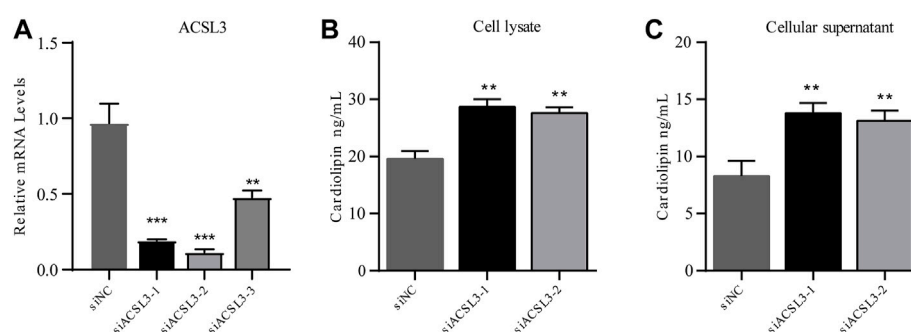 A
ACSL3
Relative mRNA Levels
1.5
1.0
0.5
0.0
***
***
**
siNC
siACSL3-1
siACSL3-2
siACSL3-3
B
Cell lysate
Cardiolipin ng/mL
40
30
20
10
0
**
**
siNC
siACSL3-1
siACSL3-2
C
Cellular supernatant
Cardiolipin ng/mL
20
15
10
5
0
**
**
siNC
siACSL3-1
siACSL3-2